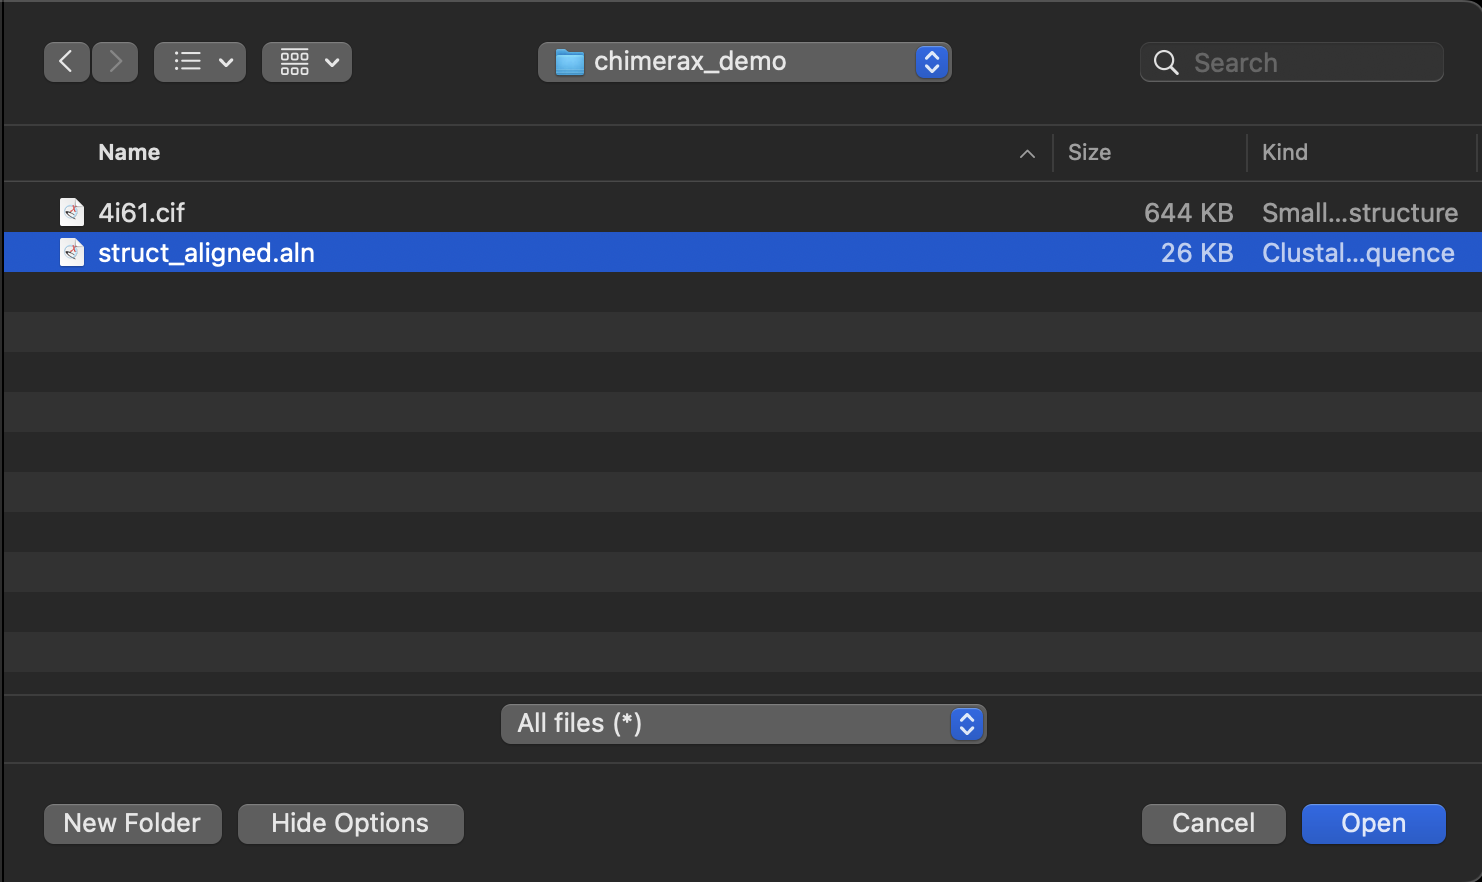 chimerax_demo
Search
Name Size Kind
4i61.cif 644 KB Small...structure
struct_aligned.aln 26 KB Clustal...quence
All files (*)
New Folder Hide Options Cancel Open